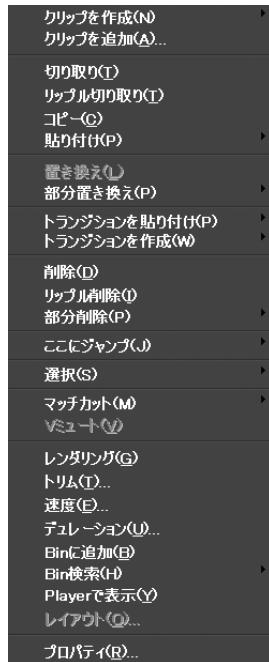 クリップを作成(N)
クリップを追加(A)...
切り取り(T)
リップル切り取り(T)
コピー(C)
貼り付け(P)
置き換え(L)
部分置き換え(P)
トランジションを貼り付け(P)
トランジションを作成(W)
削除(D)
リップル削除(I)
部分削除(P)
ここにジャンプ(J)
選択(S)
マッチカット(M)
Vミュート(V)
レンダリング(G)
トリム(T)...
速度(E)...
デュレーション(U)...
Binに追加(B)
Bin検索(H)
Playerで表示(Y)
レイアウト(O)...
プロパティ(R)...